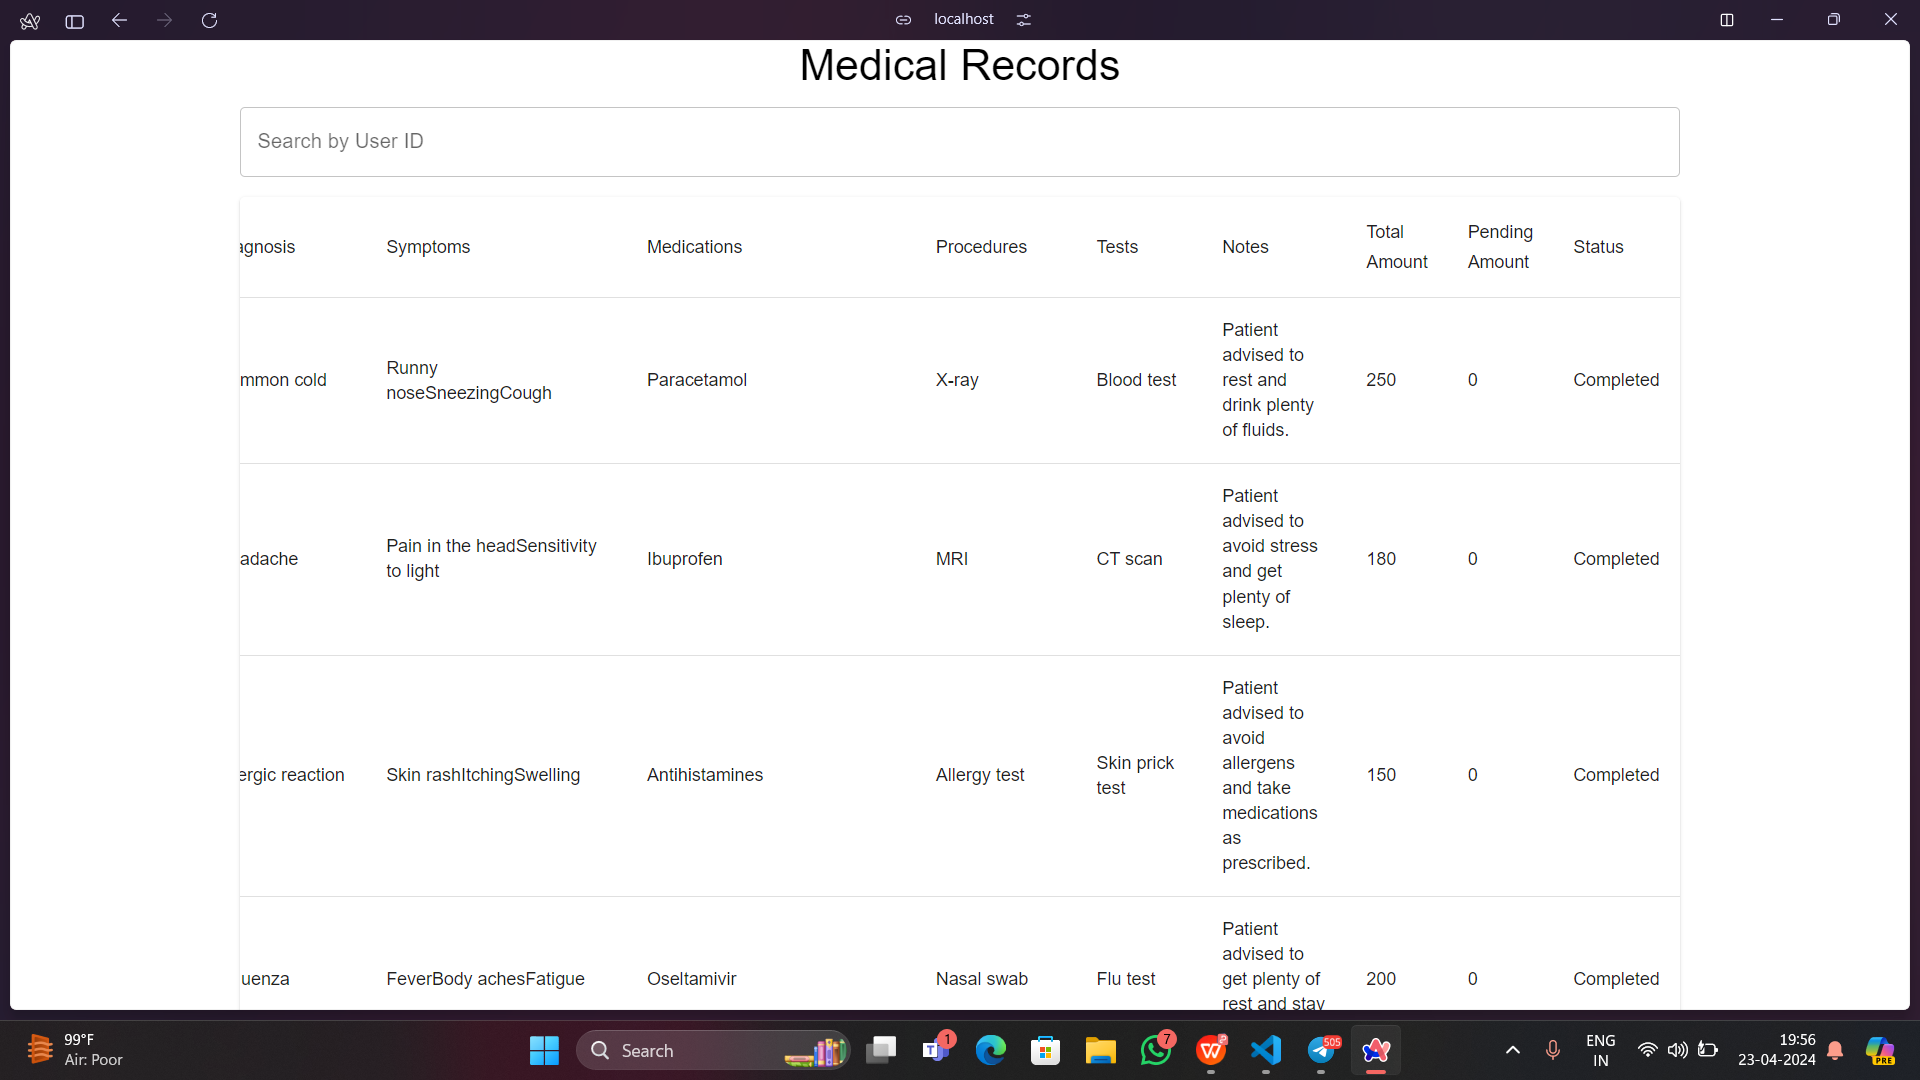 localhost
Medical Records
Search by User ID
agnosis Symptoms Medications Procedures Tests Notes Total Amount Pending Amount Status
mmon cold
Runny
noseSneezingCough
Paracetamol
X-ray
Blood test
Patient
advised to
rest and
drink plenty
of fluids.
250
0
Completed
adache
Pain in the headSensitivity
to light
Ibuprofen
MRI
CT scan
Patient
advised to
avoid stress
and get
plenty of
sleep.
180
0
Completed
ergic reaction
Skin rashItchingSwelling
Antihistamines
Allergy test
Skin prick
test
Patient
advised to
avoid
allergens
and take
medications
as
prescribed.
150
0
Completed
uenza
FeverBody achesFatigue
Oseltamivir
Nasal swab
Flu test
Patient
advised to
get plenty of
rest and stay
200
0
Completed
99°F
Air: Poor
Search
1
7
505
ENG
IN
19:56
23-04-2024
PRE